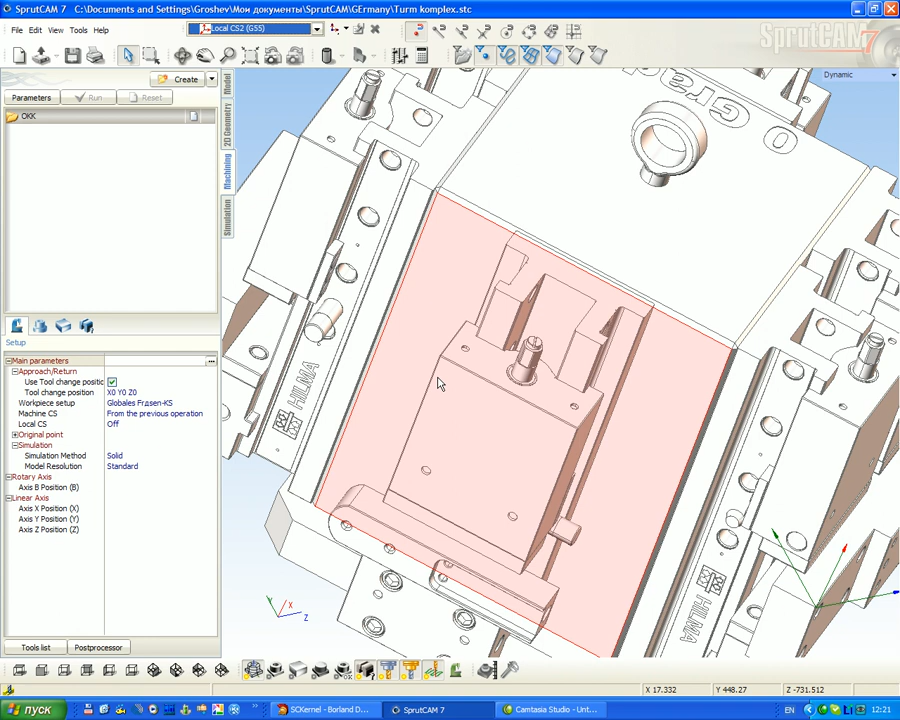 SprutCAM 7 C:\Documents and Settings\Groshev\Мои документы\SprutCAM\GErmany\Turm komplex.stc
File Edit View Tools Help
Local CS2 (G55)
SprutCAM 7
Create
Dynamic
Parameters
Run
Reset
Model
2D Geometry
Machining
Simulation
OKK
Gra
O
HILMA
HILMA
Setup
Main parameters
Approach/Return
Use Tool change positic
Tool change position X0 Y0 Z0
Workpiece setup Globales Frдsen-KS
Machine CS From the previous operation
Local CS Off
Original point
Simulation
Simulation Method Solid
Model Resolution Standard
Rotary Axis
Axis B Position (B)
Linear Axis
Axis X Position (X)
Axis Y Position (Y)
Axis Z Position (Z)
Y X Z
Tools list
Postprocessor
X 17.332
Y 448.27
Z -731.512
пуск
SCKernel - Borland D...
SprutCAM 7
Camtasia Studio - Unt...
EN
12:21